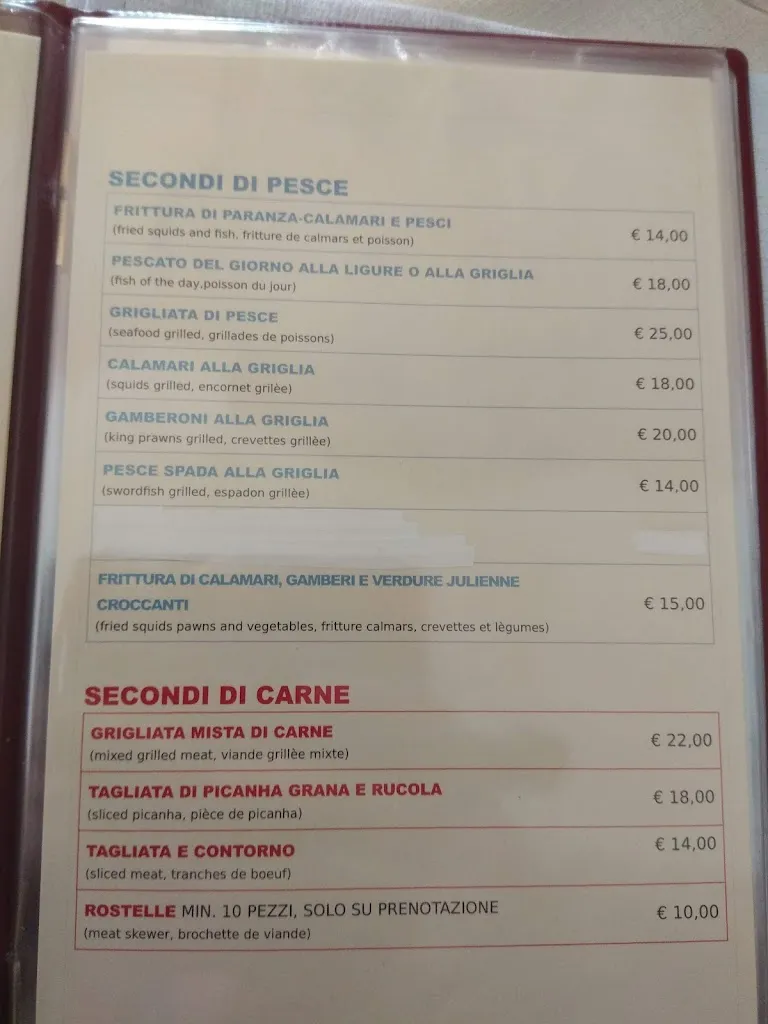 SECONDI DI PESCE
FRITTURA DI PARANZA-CALAMARI E PESCI
(fried squids and fish, fritture de calmars et poisson)
€ 14,00
PESCATO DEL GIORNO ALLA LIGURE O ALLA GRIGLIA
(fish of the day,poisson du jour)
€ 18,00
GRIGLIATA DI PESCE
(seafood grilled, grillades de poissons)
€ 25,00
CALAMARI ALLA GRIGLIA
(squids grilled, encornet grilèe)
€ 18,00
GAMBERONI ALLA GRIGLIA
(king prawns grilled, crevettes grillèe)
€ 20,00
PESCE SPADA ALLA GRIGLIA
(swordfish grilled, espadon grillèe)
€ 14,00
FRITTURA DI CALAMARI, GAMBERI E VERDURE JULIENNE
CROCCANTI
(fried squids pawns and vegetables, fritture calmars, crevettes et lègumes)
€ 15,00
SECONDI DI CARNE
GRIGLIATA MISTA DI CARNE
(mixed grilled meat, viande grillèe mixte)
€ 22,00
TAGLIATA DI PICANHA GRANA E RUCOLA
(sliced picanha, pièce de picanha)
€ 18,00
TAGLIATA E CONTORNO
(sliced meat, tranches de boeuf)
€ 14,00
ROSTELLE MIN. 10 PEZZI, SOLO SU PRENOTAZIONE
(meat skewer, brochette de viande)
€ 10,00